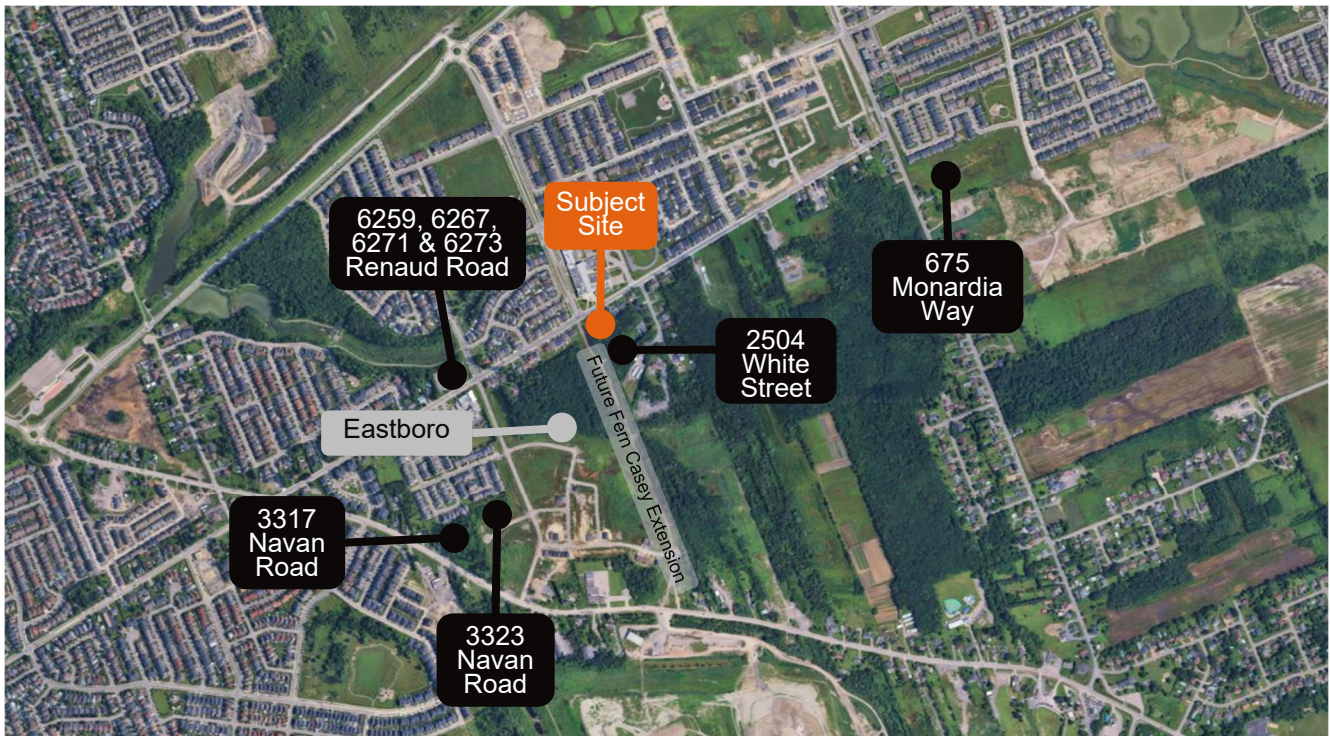 6259, 6267,
6271 & 6273
Renaud Road
Subject
Site
675
Monardia
Way
2504
White
Street
Eastboro
Future Fern Casey Extension
3317
Navan
Road
3323
Navan
Road